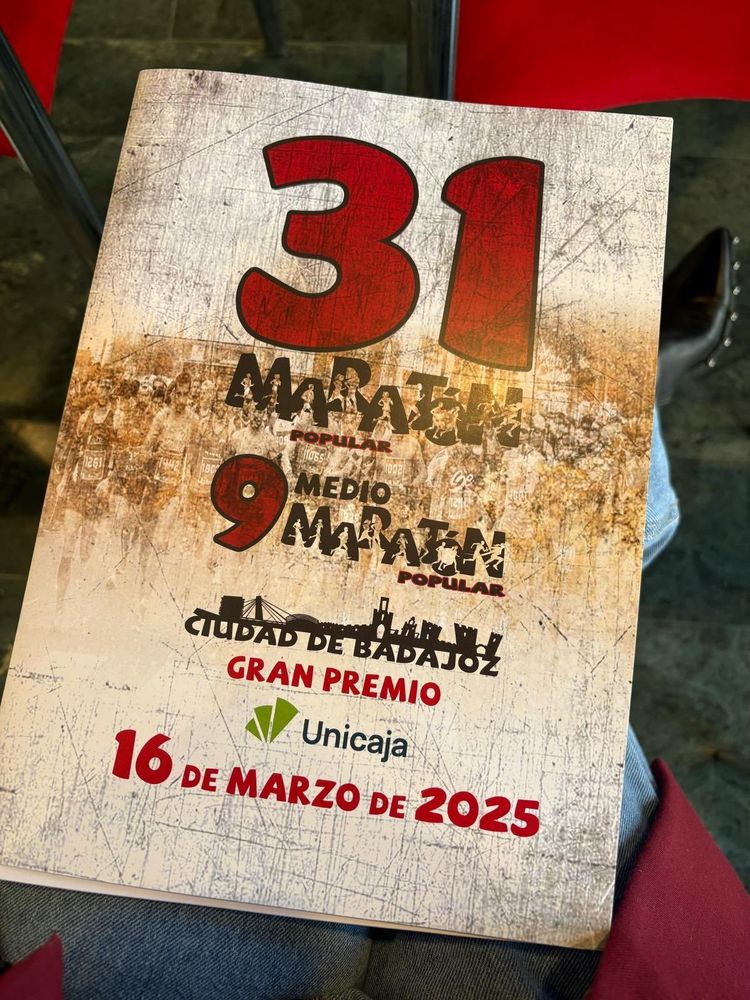 31
MARATÓN
POPULAR
9 MEDIO
MARATÓN
POPULAR
CIUDAD DE BADAJOZ
GRAN PREMIO
Unicaja
16 DE MARZO DE 2025